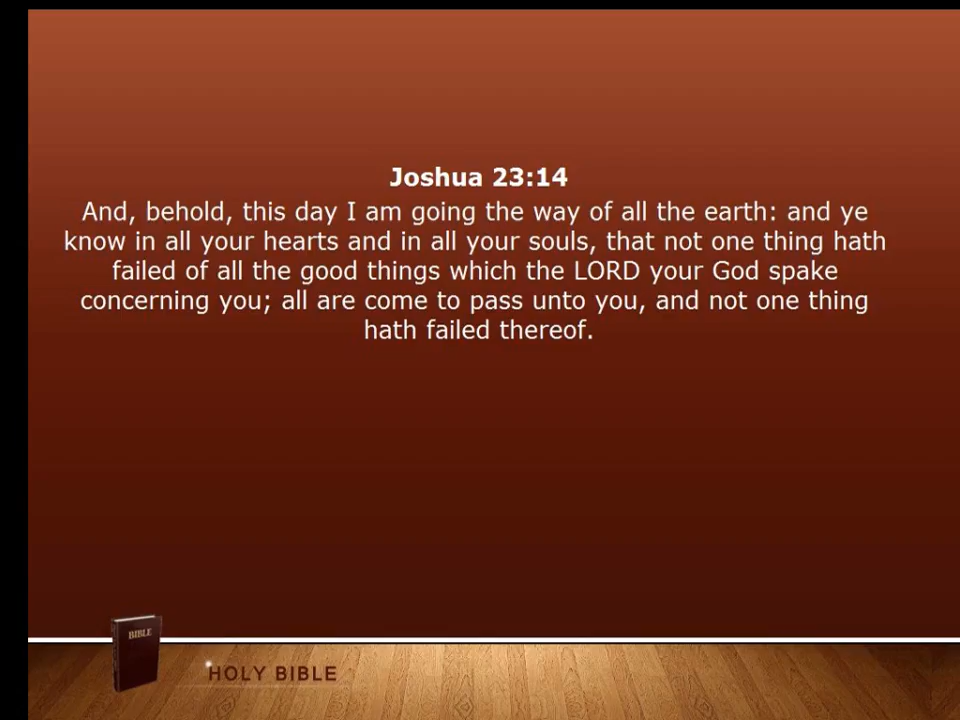 Joshua 23:14
And, behold, this day I am going the way of all the earth: and ye
know in all your hearts and in all your souls, that not one thing hath
failed of all the good things which the LORD your God spake
concerning you; all are come to pass unto you, and not one thing
hath failed thereof.
BIBLE
HOLY BIBLE